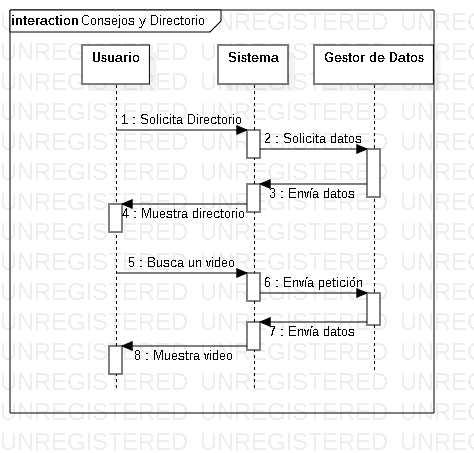 interaction Consejos y Directorio
Usuario
Sistema
Gestor de Datos
1 : Solicita Directorio
2 : Solicita datos
3 : Envía datos
4 : Muestra directorio
5 : Busca un video
6 : Envía petición
7 : Envía datos
8 : Muestra video
UNREGISTERED UNREGISTERED UNREGISTERED